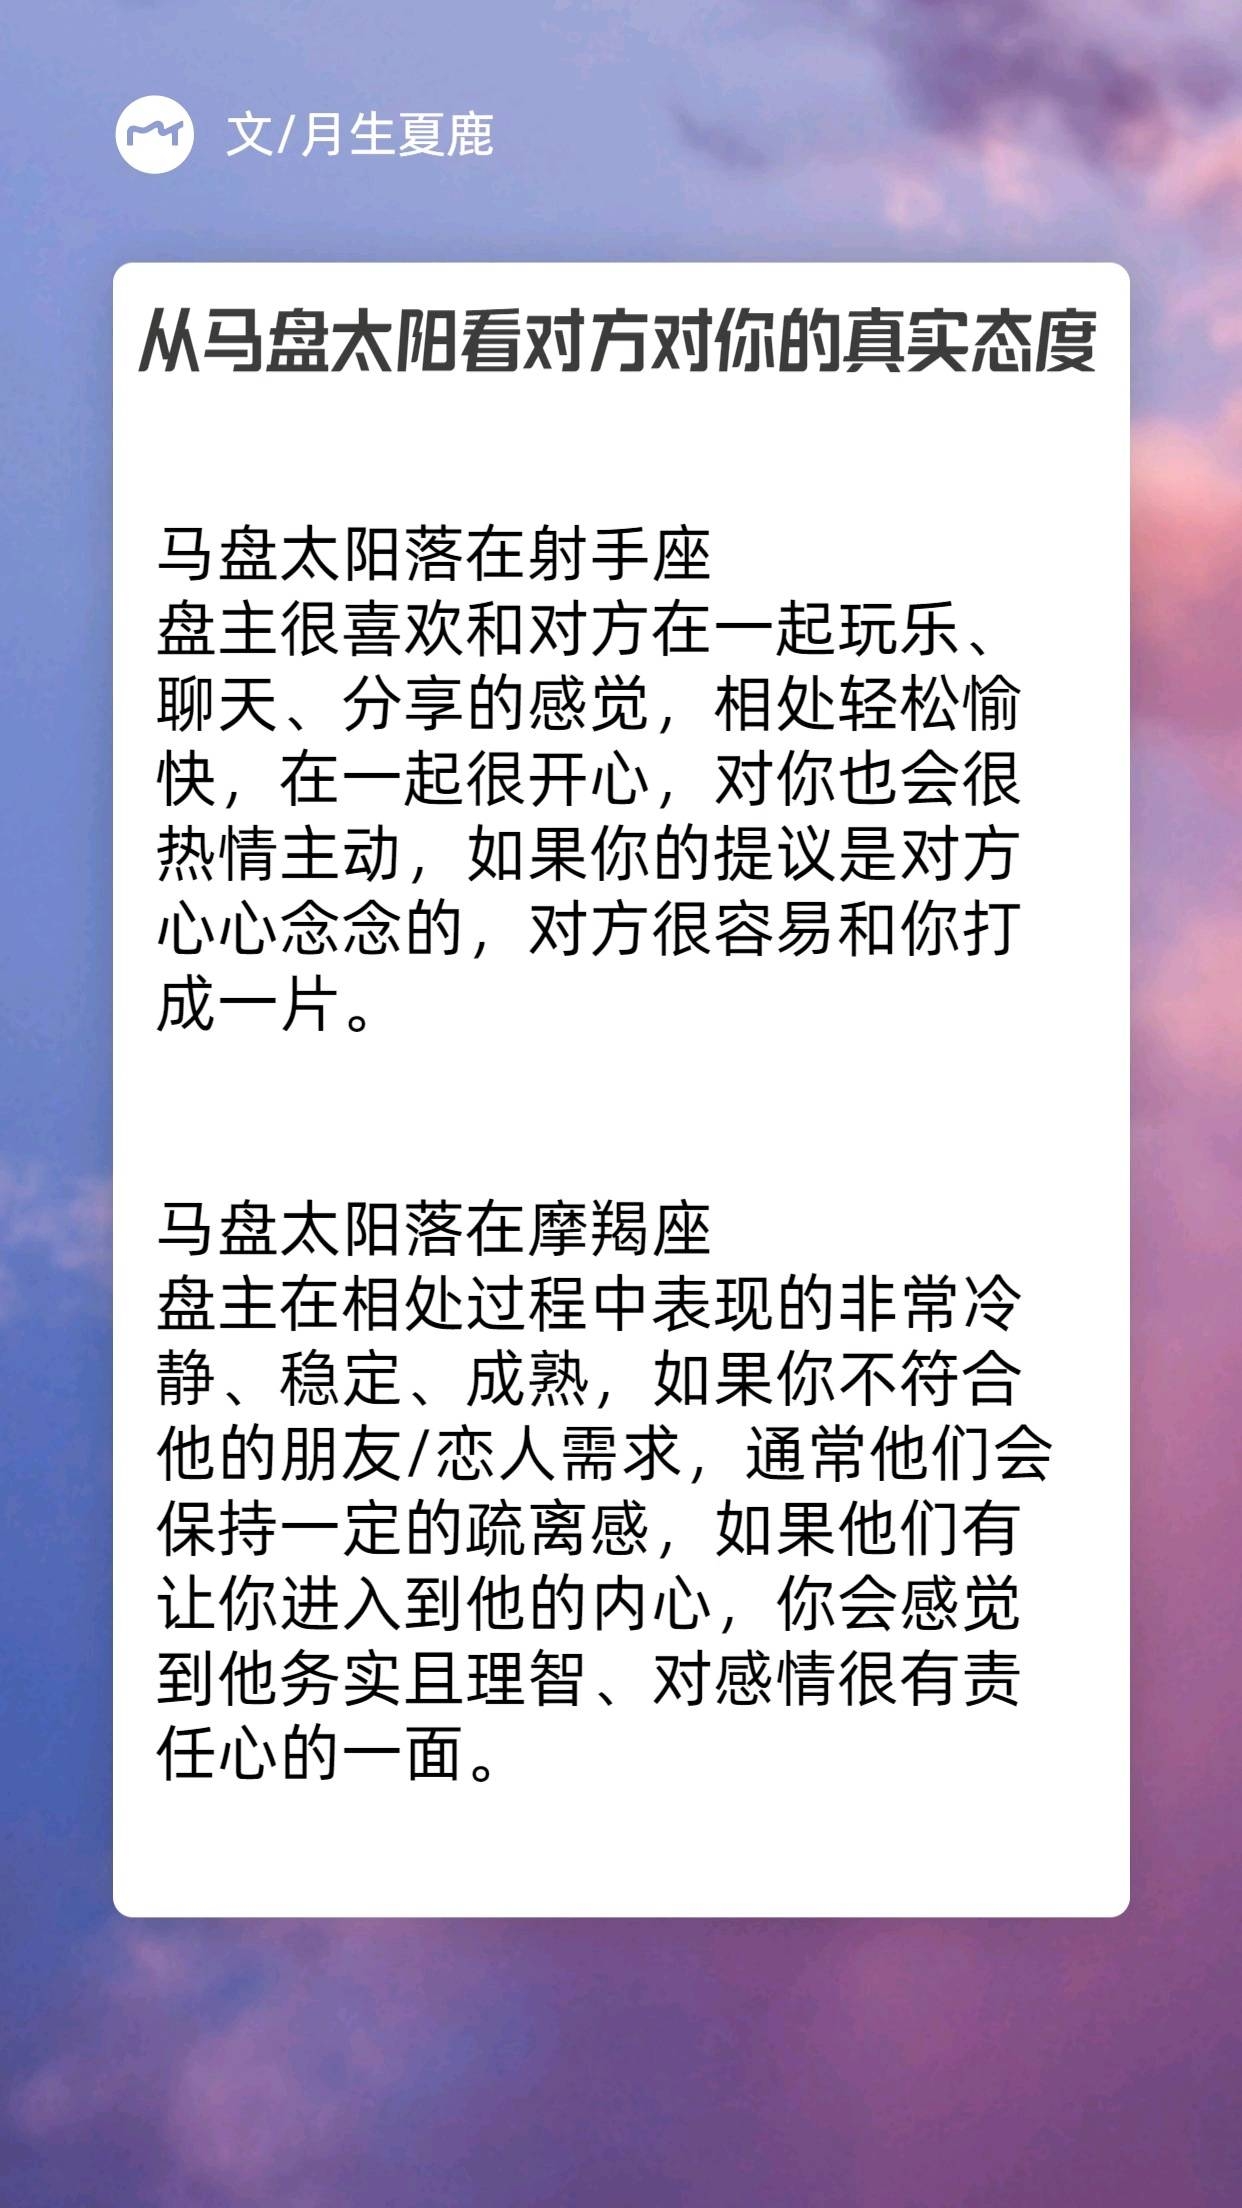 文/月生夏鹿
从马盘太阳看对方对你的真实态度
马盘太阳落在射手座
盘主很喜欢和对方在一起玩乐、
聊天、分享的感觉，相处轻松愉
快，在一起很开心，对你也会很
热情主动，如果你的提议是对方
心心念念的，对方很容易和你打
成一片。
马盘太阳落在摩羯座
盘主在相处过程中表现的非常冷
静、稳定、成熟，如果你不符合
他的朋友/恋人需求，通常他们会
保持一定的疏离感，如果他们有
让你进入到他的内心，你会感觉
到他务实且理智、对感情很有责
任心的一面。